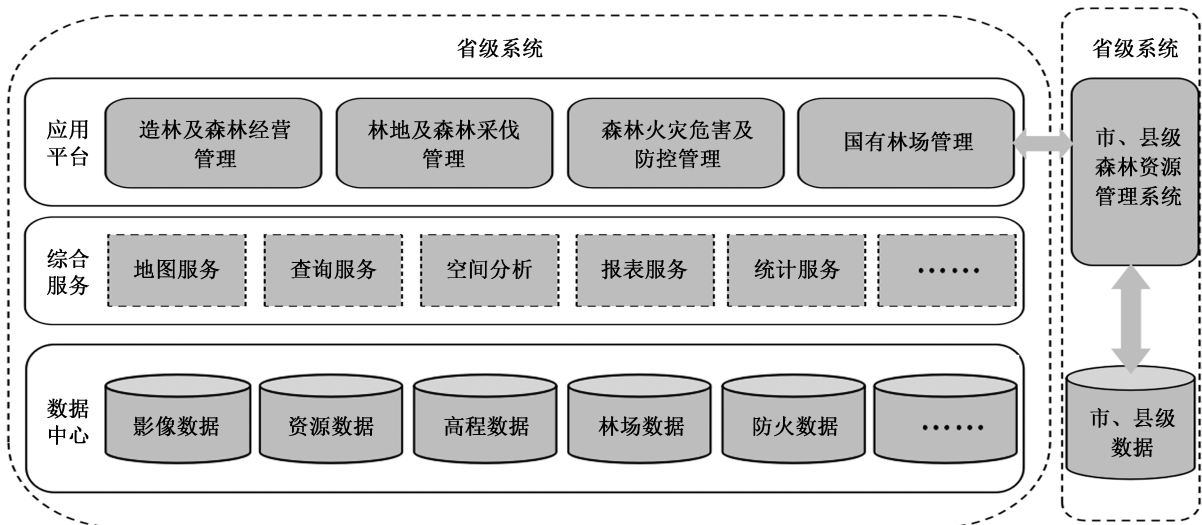 省级系统
应用
平台
造林及森林经营
管理
林地及森林采伐
管理
森林火灾危害及
防控管理
国有林场管理
综合
服务
地图服务
查询服务
空间分析
报表服务
统计服务
……
数据
中心
影像数据
资源数据
高程数据
林场数据
防火数据
……
省级系统
市、县级
森林资源
管理系统
市、县级
数据